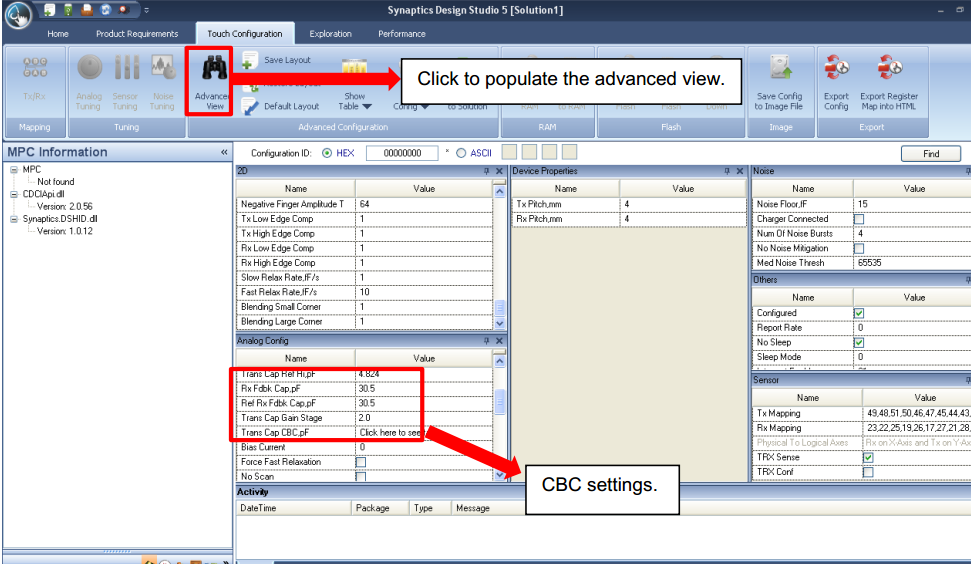 Synaptics Design Studio 5 [Solution1]
Home Product Requirements Touch Configuration Exploration Performance
Save Layout
Click to populate the advanced view.
Tx/Rx
Analog Tuning
Sensor Tuning
Noise Tuning
Advanced View
Default Layout
Show Table
Config
to Solution
RAM
to RAM
Flash
Flash
Down
Save Config to Image File
Export Config
Export Register Map into HTML
Mapping Tuning Advanced Configuration RAM Flash Image Export
MPC Information «
MPC
Not found
CDCIApi.dll
Version: 2.0.56
Synaptics.DSHID.dll
Version: 1.0.12
Configuration ID: HEX 00000000 * ASCII Find
2D
Name Value
Negative Finger Amplitude T 64
Tx Low Edge Comp 1
Tx High Edge Comp 1
Rx Low Edge Comp 1
Rx High Edge Comp 1
Slow Relax Rate,fF/s 1
Fast Relax Rate,fF/s 10
Blending Small Corner 1
Blending Large Corner 1
Analog Config
Name Value
Trans Cap Ref Hi,pF 4.824
Rx Fdbk Cap,pF 30.5
Ref Rx Fdbk Cap,pF 30.5
Trans Cap Gain Stage 2.0
Trans Cap CBC,pF Click here to see
Bias Current 0
Force Fast Relaxation
No Scan
CBC settings.
Device Properties
Name Value
Tx Pitch,mm 4
Rx Pitch,mm 4
Noise
Name Value
Noise Floor,fF 15
Charger Connected
Num Of Noise Bursts 4
No Noise Mitigation
Med Noise Thresh 65535
Others
Name Value
Configured
Report Rate 0
No Sleep
Sleep Mode 0
Sensor
Name Value
Tx Mapping 49,48,51,50,46,47,45,44,43,
Rx Mapping 23,22,25,19,26,17,27,21,28,
Physical To Logical Axes Rx on X-Axis and Tx on Y-Ax
TRX Sense
TRX Conf
Activity
DateTime Package Type Message